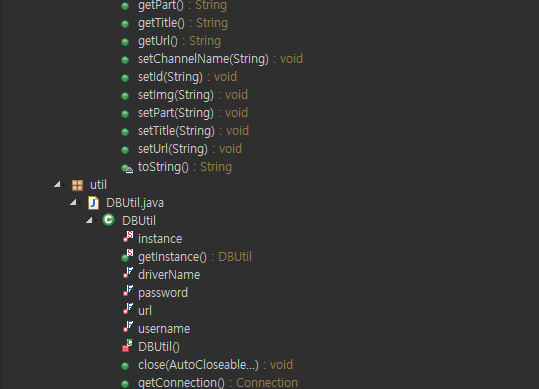 getPart() : String
getTitle() : String
getUrl() : String
setChannelName(String) : void
setId(String) : void
setImg(String) : void
setPart(String) : void
setTitle(String) : void
setUrl(String) : void
toString() : String
util
DBUtil.java
DBUtil
instance
getInstance() : DBUtil
driverName
password
url
username
DBUtil()
close(AutoCloseable...) : void
getConnection() : Connection